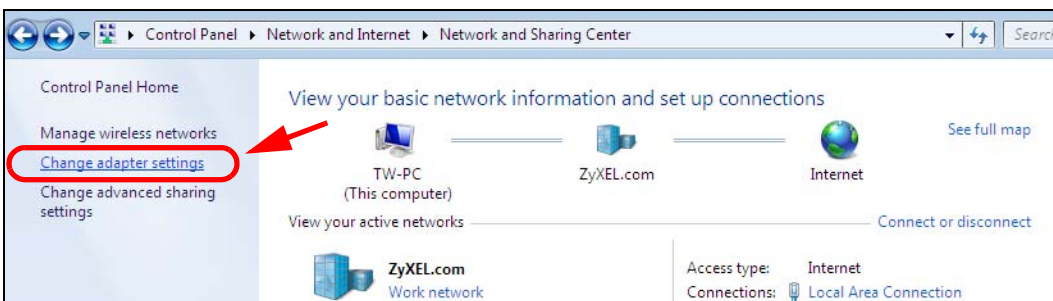 Control Panel ▸ Network and Internet ▸ Network and Sharing Center
Control Panel Home
Manage wireless networks
Change adapter settings
Change advanced sharing
settings
View your basic network information and set up connections
See full map
TW-PC
(This computer)
ZyXEL.com
Internet
View your active networks
Connect or disconnect
ZyXEL.com
Work network
Access type: Internet
Connections: Local Area Connection